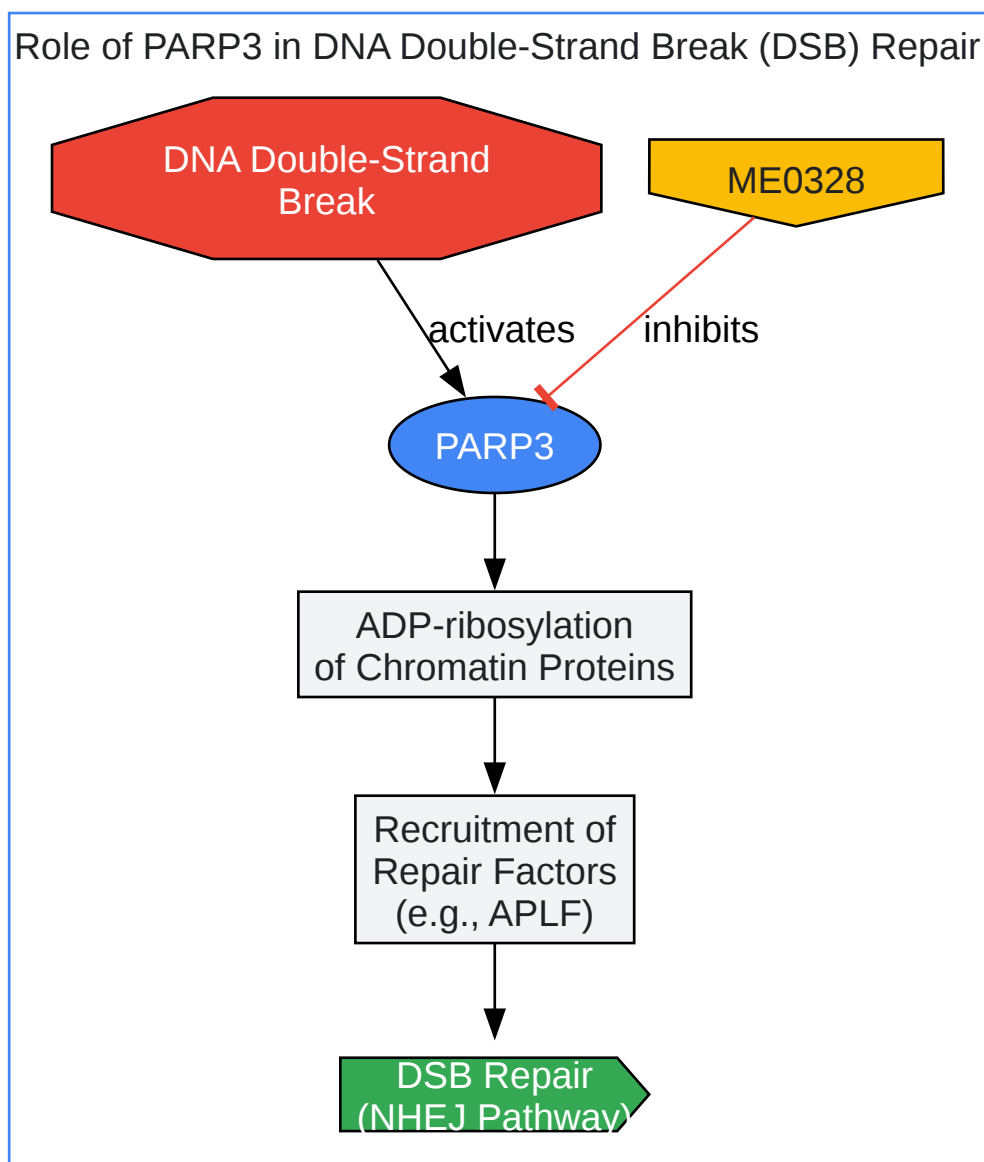 Role of PARP3 in DNA Double-Strand Break (DSB) Repair
DNA Double-Strand
Break
ME0328
activates
inhibits
PARP3
ADP-ribosylation
of Chromatin Proteins
Recruitment of
Repair Factors
(e.g., APLF)
DSB Repair
(NHEJ Pathway)